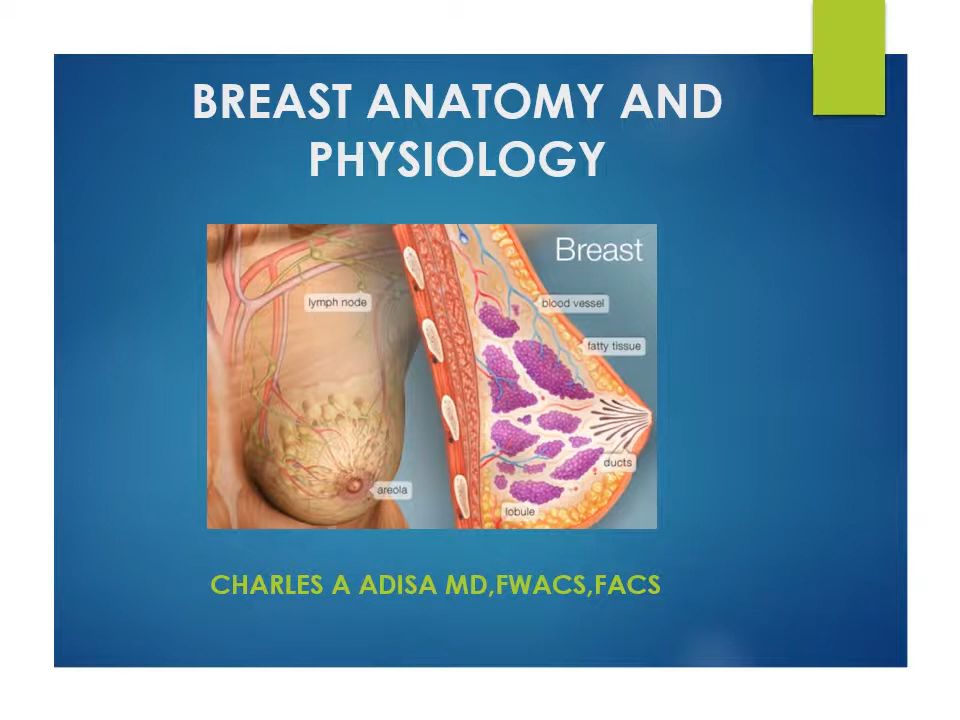 BREAST ANATOMY AND
PHYSIOLOGY
Breast
lymph node
blood vessel
fatty tissue
ducts
areola
lobule
CHARLES A ADISA MD,FWACS,FACS